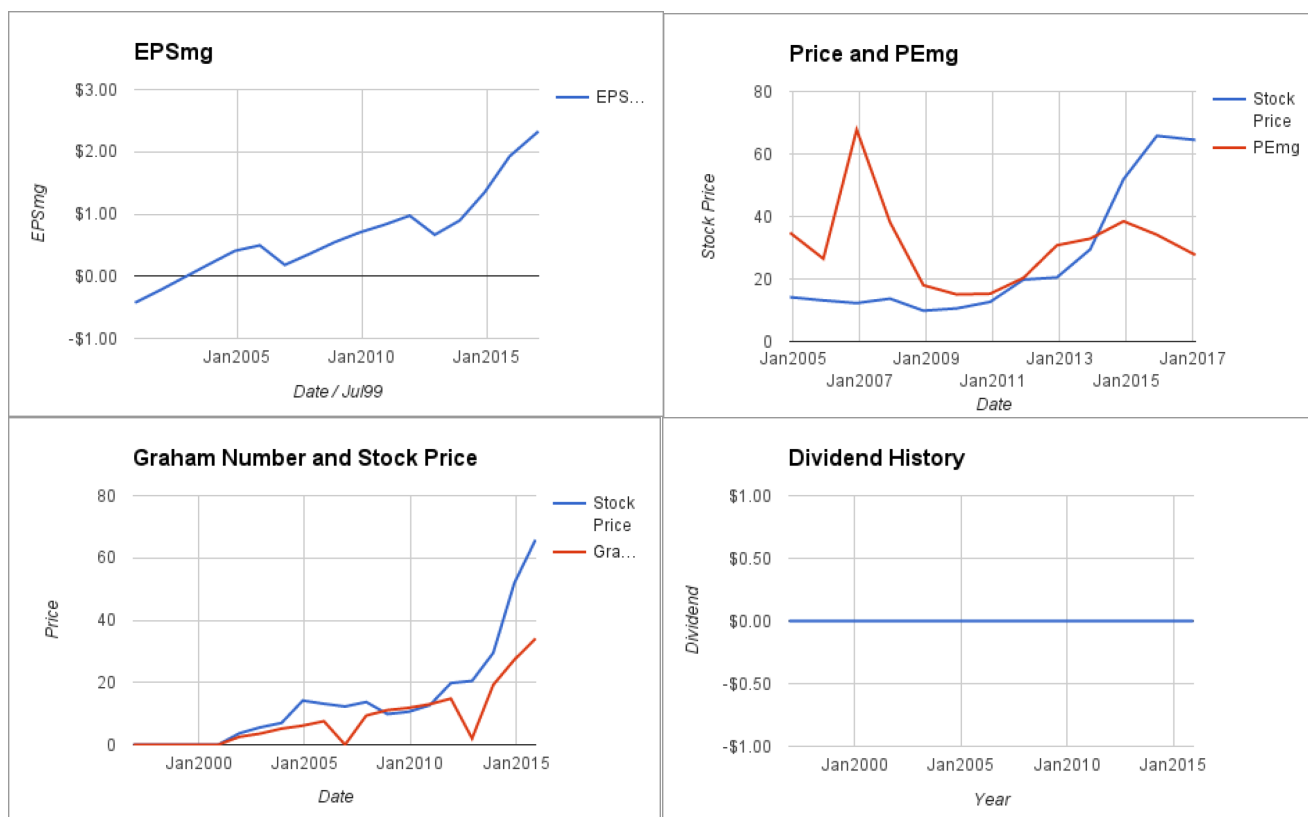 EPSmg
$3.00
$2.00
$1.00
$0.00
-$1.00
EPSmg
EPS…
Jan2005 Jan2010 Jan2015
Date / Jul99
Price and PEmg
80
60
40
20
0
Stock Price
Stock
Price
PEmg
Jan2005 Jan2009 Jan2013 Jan2017
Jan2007 Jan2011 Jan2015
Date
Graham Number and Stock Price
80
60
40
20
0
Price
Stock
Price
Gra…
Jan2000 Jan2005 Jan2010 Jan2015
Date
Dividend History
$1.00
$0.50
$0.00
-$0.50
-$1.00
Dividend
Jan2000 Jan2005 Jan2010 Jan2015
Year